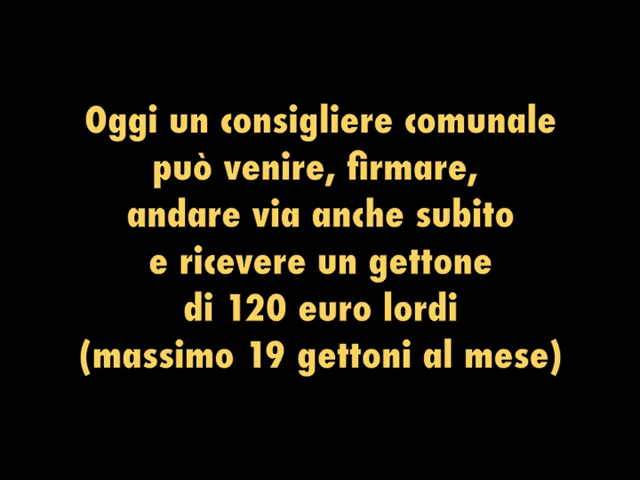 Oggi un consigliere comunale
può venire, firmare,
andare via anche subito
e ricevere un gettone
di 120 euro lordi
(massimo 19 gettoni al mese)